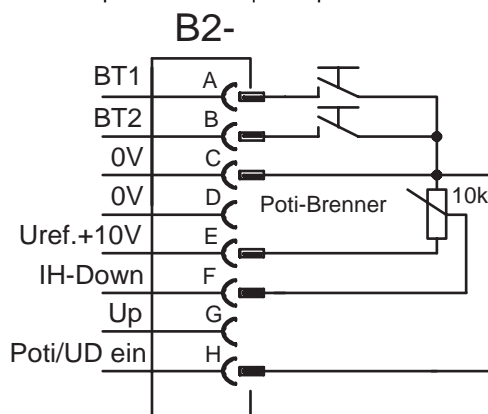 B2-
BT1 A
BT2 B
0V C
0V D Poti-Brenner 10k
Uref.+10V E
IH-Down F
Up G
Poti/UD ein H